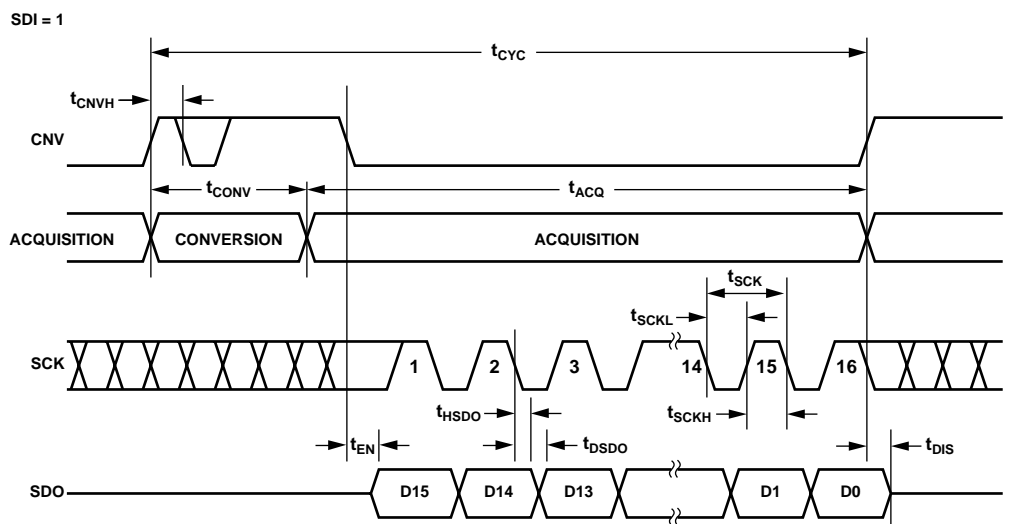 SDI = 1
tCYC
tCNVH
CNV
tCONV
tACQ
ACQUISITION
CONVERSION
ACQUISITION
tSCK
tSCKL
SCK
1
2
3
14
15
16
tHSDO
tSCKH
tEN
tDSDO
tDIS
SDO
D15
D14
D13
D1
D0